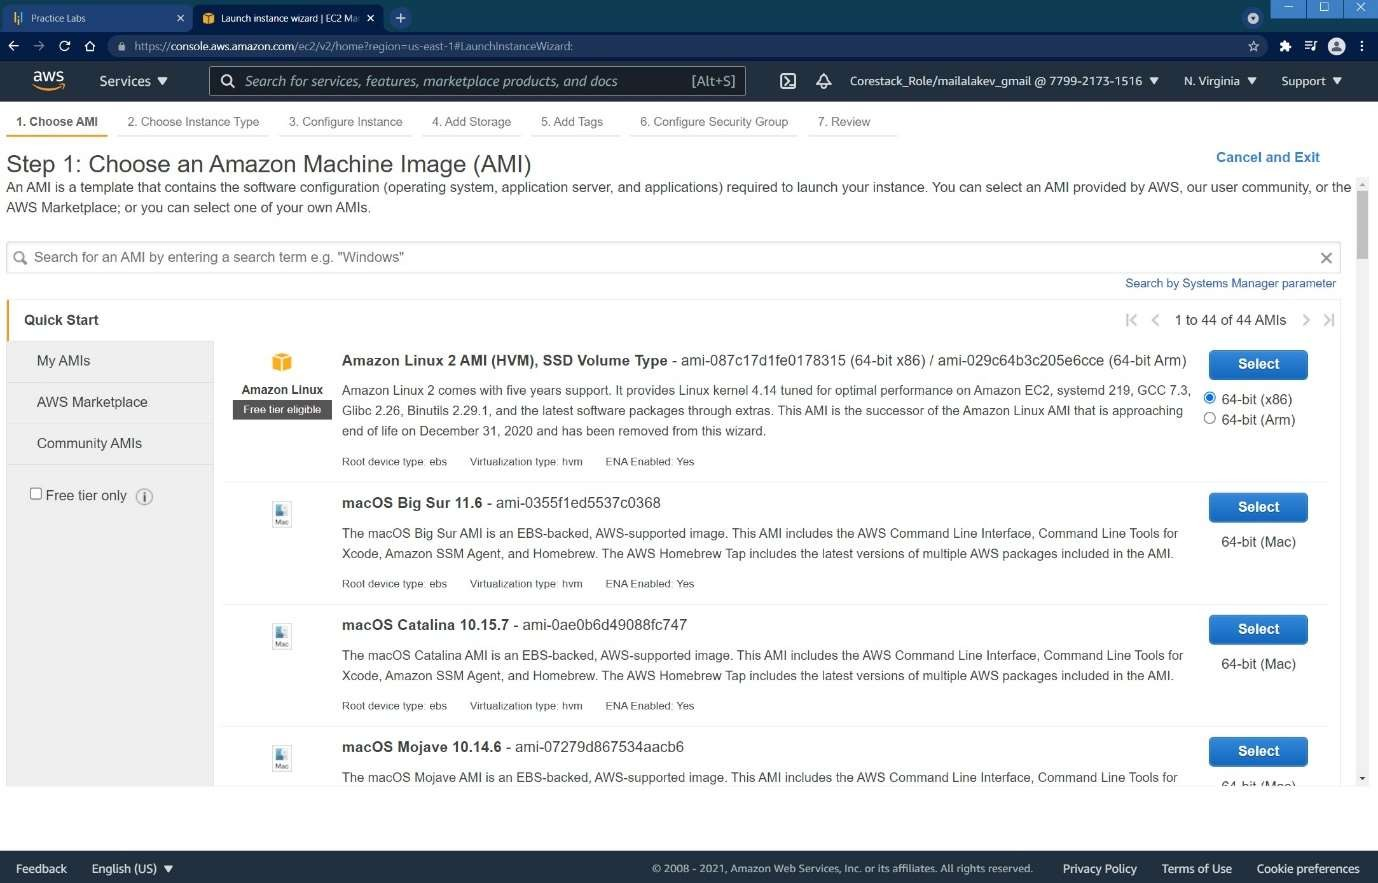 Practice Labs
Launch instance wizard | EC2 Ma
https://console.aws.amazon.com/ec2/v2/home?region=us-east-1#LaunchInstanceWizard:
aws
Services
Search for services, features, marketplace products, and docs
[Alt+S]
Corestack_Role/mailalakev_gmail @ 7799-2173-1516
N. Virginia
Support
1. Choose AMI
2. Choose Instance Type
3. Configure Instance
4. Add Storage
5. Add Tags
6. Configure Security Group
7. Review
Step 1: Choose an Amazon Machine Image (AMI)
Cancel and Exit
An AMI is a template that contains the software configuration (operating system, application server, and applications) required to launch your instance. You can select an AMI provided by AWS, our user community, or the
AWS Marketplace; or you can select one of your own AMIs.
Search for an AMI by entering a search term e.g. "Windows"
Search by Systems Manager parameter
Quick Start
1 to 44 of 44 AMIs
My AMIs
AWS Marketplace
Community AMIs
Free tier only
Amazon Linux
Free tier eligible
Amazon Linux 2 AMI (HVM), SSD Volume Type - ami-087c17d1fe0178315 (64-bit x86) / ami-029c64b3c205e6cce (64-bit Arm)
Amazon Linux 2 comes with five years support. It provides Linux kernel 4.14 tuned for optimal performance on Amazon EC2, systemd 219, GCC 7.3,
Glibc 2.26, Binutils 2.29.1, and the latest software packages through extras. This AMI is the successor of the Amazon Linux AMI that is approaching
end of life on December 31, 2020 and has been removed from this wizard.
Root device type: ebs Virtualization type: hvm ENA Enabled: Yes
Select
64-bit (x86)
64-bit (Arm)
Mac
macOS Big Sur 11.6 - ami-0355f1ed5537c0368
The macOS Big Sur AMI is an EBS-backed, AWS-supported image. This AMI includes the AWS Command Line Interface, Command Line Tools for
Xcode, Amazon SSM Agent, and Homebrew. The AWS Homebrew Tap includes the latest versions of multiple AWS packages included in the AMI.
Root device type: ebs Virtualization type: hvm ENA Enabled: Yes
Select
64-bit (Mac)
Mac
macOS Catalina 10.15.7 - ami-0ae0b6d49088fc747
The macOS Catalina AMI is an EBS-backed, AWS-supported image. This AMI includes the AWS Command Line Interface, Command Line Tools for
Xcode, Amazon SSM Agent, and Homebrew. The AWS Homebrew Tap includes the latest versions of multiple AWS packages included in the AMI.
Root device type: ebs Virtualization type: hvm ENA Enabled: Yes
Select
64-bit (Mac)
Mac
macOS Mojave 10.14.6 - ami-07279d867534aacb6
The macOS Mojave AMI is an EBS-backed, AWS-supported image. This AMI includes the AWS Command Line Interface, Command Line Tools for
Select
64-bit (Mac)
Feedback
English (US)
© 2008 - 2021, Amazon Web Services, Inc. or its affiliates. All rights reserved.
Privacy Policy
Terms of Use
Cookie preferences